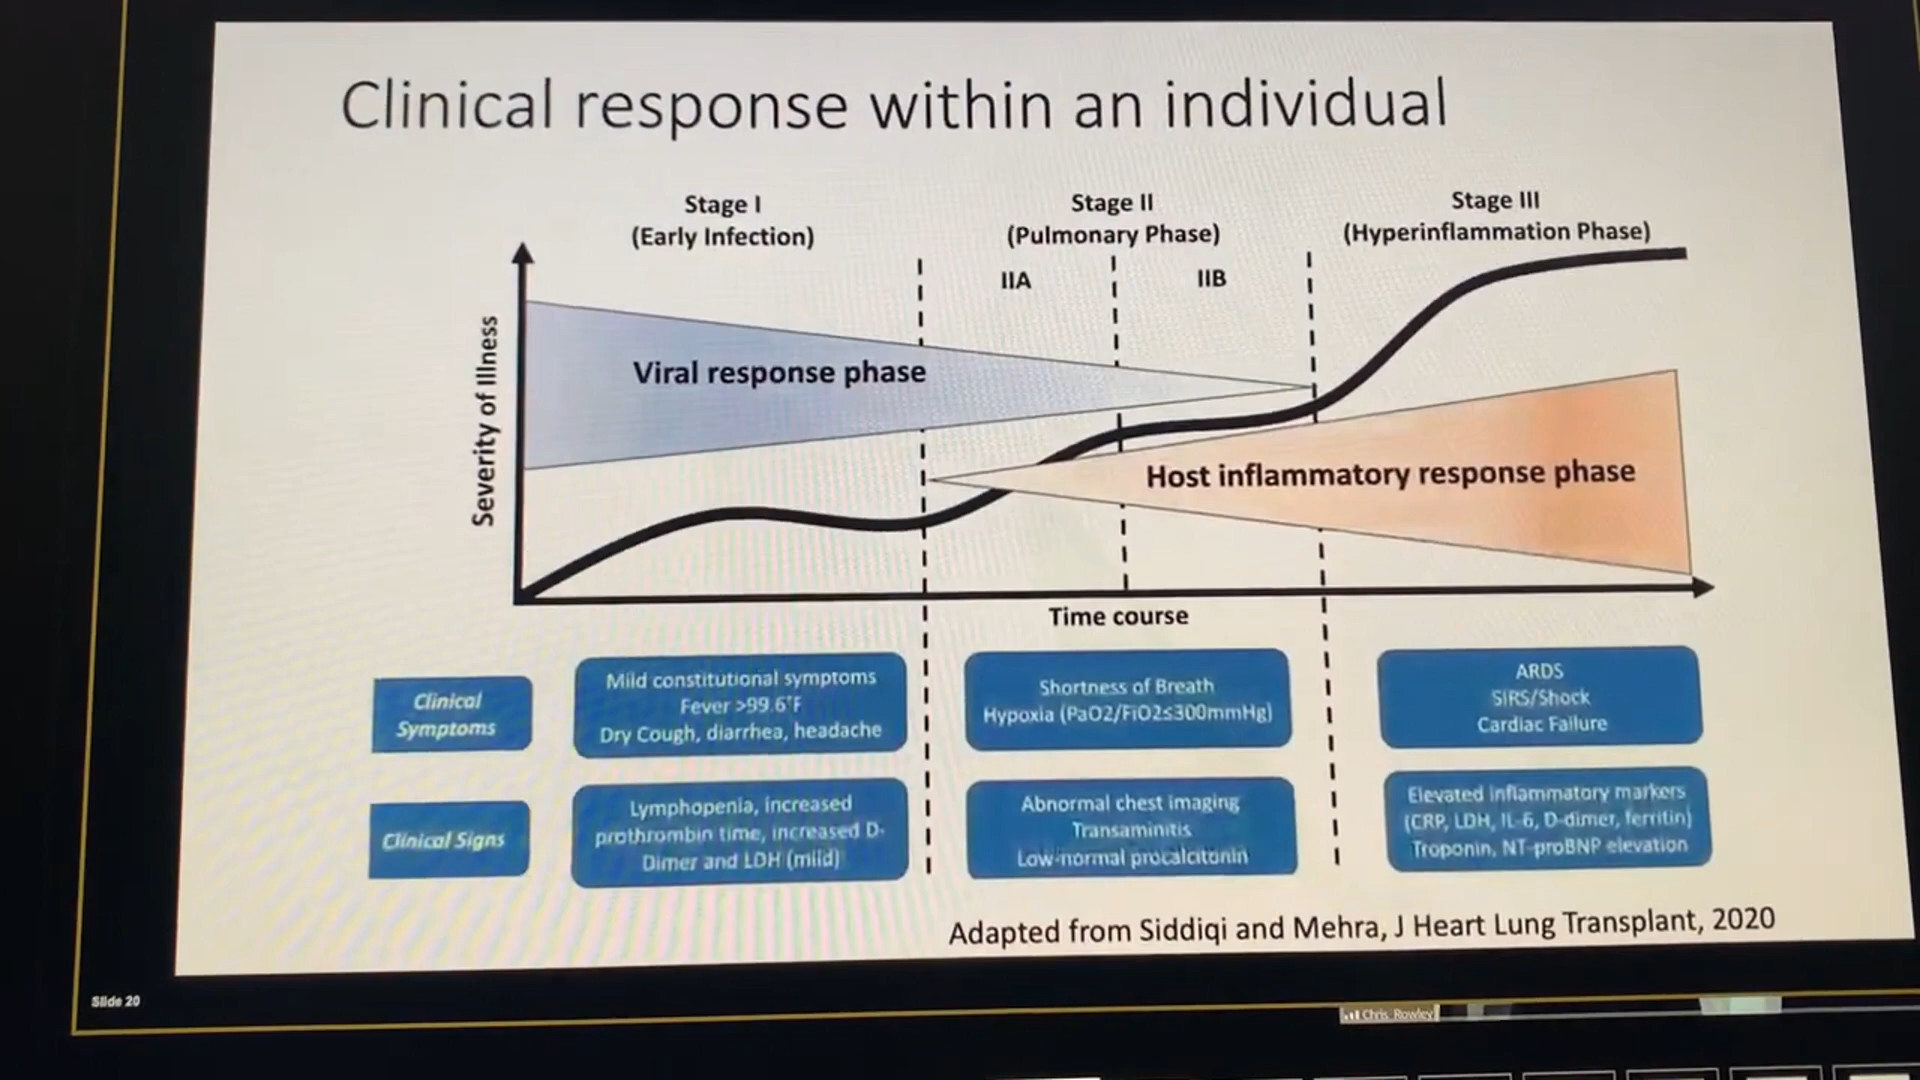 Clinical response within an individual
Stage I
(Early Infection)
Stage II
(Pulmonary Phase)
Stage III
(Hyperinflammation Phase)
IIA
IIB
Severity of Illness
Viral response phase
Host inflammatory response phase
Time course
Clinical
Symptoms
Mild constitutional symptoms
Fever >99.6°F
Dry Cough, diarrhea, headache
Shortness of Breath
Hypoxia (PaO2/FiO2≤300mmHg)
ARDS
SIRS/Shock
Cardiac Failure
Clinical Signs
Lymphopenia, increased
prothrombin time, increased D-
Dimer and LDH (mild)
Abnormal chest imaging
Transaminitis
Low-normal procalcitonin
Elevated inflammatory markers
(CRP, LDH, IL-6, D-dimer, ferritin)
Troponin, NT-proBNP elevation
Adapted from Siddiqi and Mehra, J Heart Lung Transplant, 2020
Slide 20
Chris Rowley